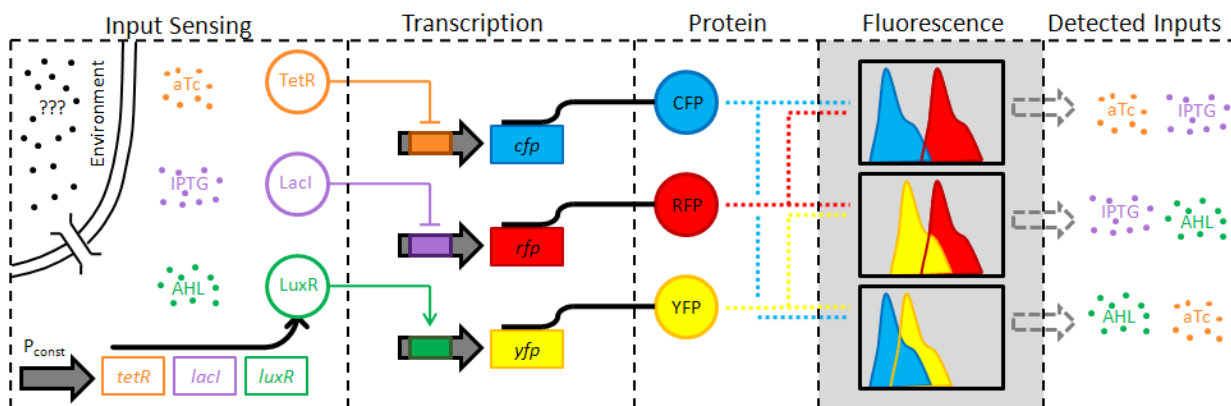 Input Sensing
Transcription
Protein
Fluorescence
Detected Inputs
???
Environment
aTc
TetR
IPTG
LacI
AHL
LuxR
Pconst
tetR
lacI
luxR
cfp
rfp
yfp
CFP
RFP
YFP
aTc IPTG
IPTG AHL
AHL aTc